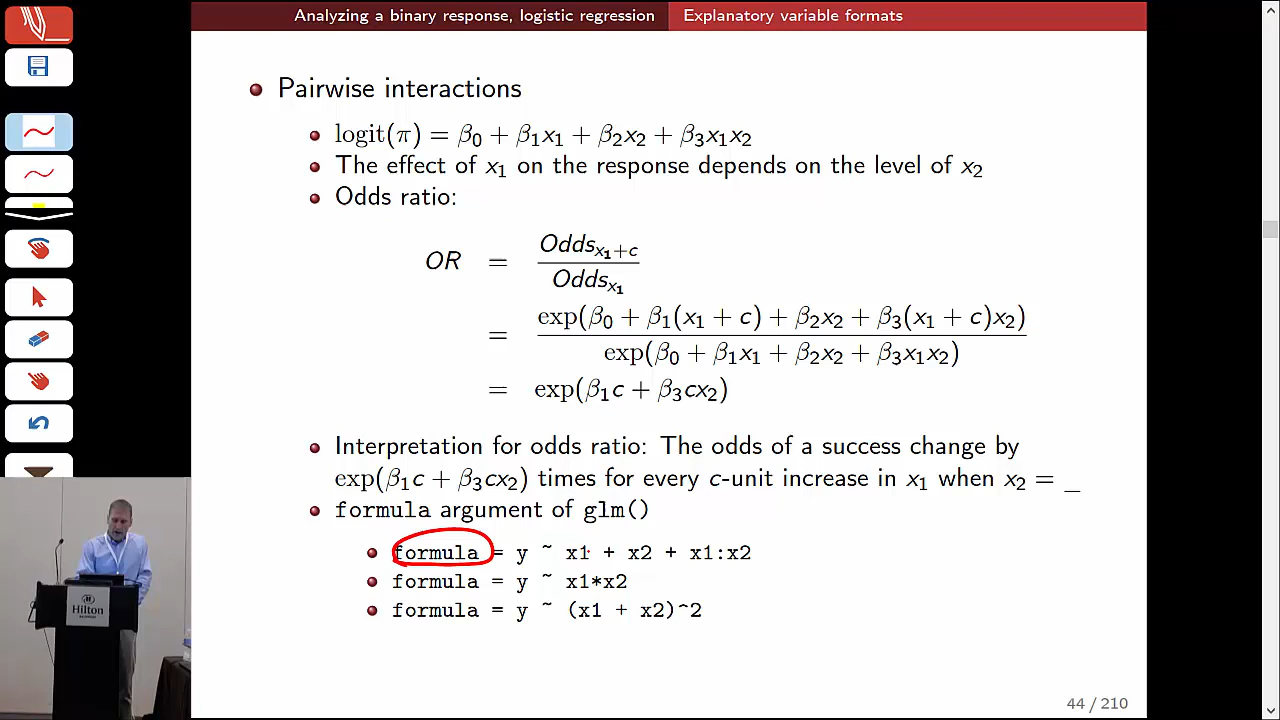 Analyzing a binary response, logistic regression Explanatory variable formats
Pairwise interactions
logit(π) = β₀ + β₁x₁ + β₂x₂ + β₃x₁x₂
The effect of x₁ on the response depends on the level of x₂
Odds ratio:
OR = Odds_{x₁+c} / Odds_{x₁}
= exp(β₀ + β₁(x₁ + c) + β₂x₂ + β₃(x₁ + c)x₂) / exp(β₀ + β₁x₁ + β₂x₂ + β₃x₁x₂)
= exp(β₁c + β₃cx₂)
Interpretation for odds ratio: The odds of a success change by
exp(β₁c + β₃cx₂) times for every c-unit increase in x₁ when x₂ = _
formula argument of glm()
formula = y ~ x1 + x2 + x1:x2
formula = y ~ x1*x2
formula = y ~ (x1 + x2)^2
Hilton
44 / 210